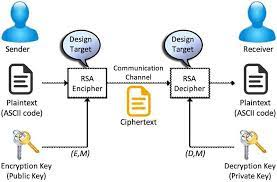 Sender
Design
Target
Design
Target
Receiver
Communication
Channel
Plaintext
(ASCII code)
RSA
Encipher
Ciphertext
RSA
Decipher
Plaintext
(ASCII code)
Encryption Key
(Public Key)
(E,M)
(D,M)
Decryption Key
(Private Key)